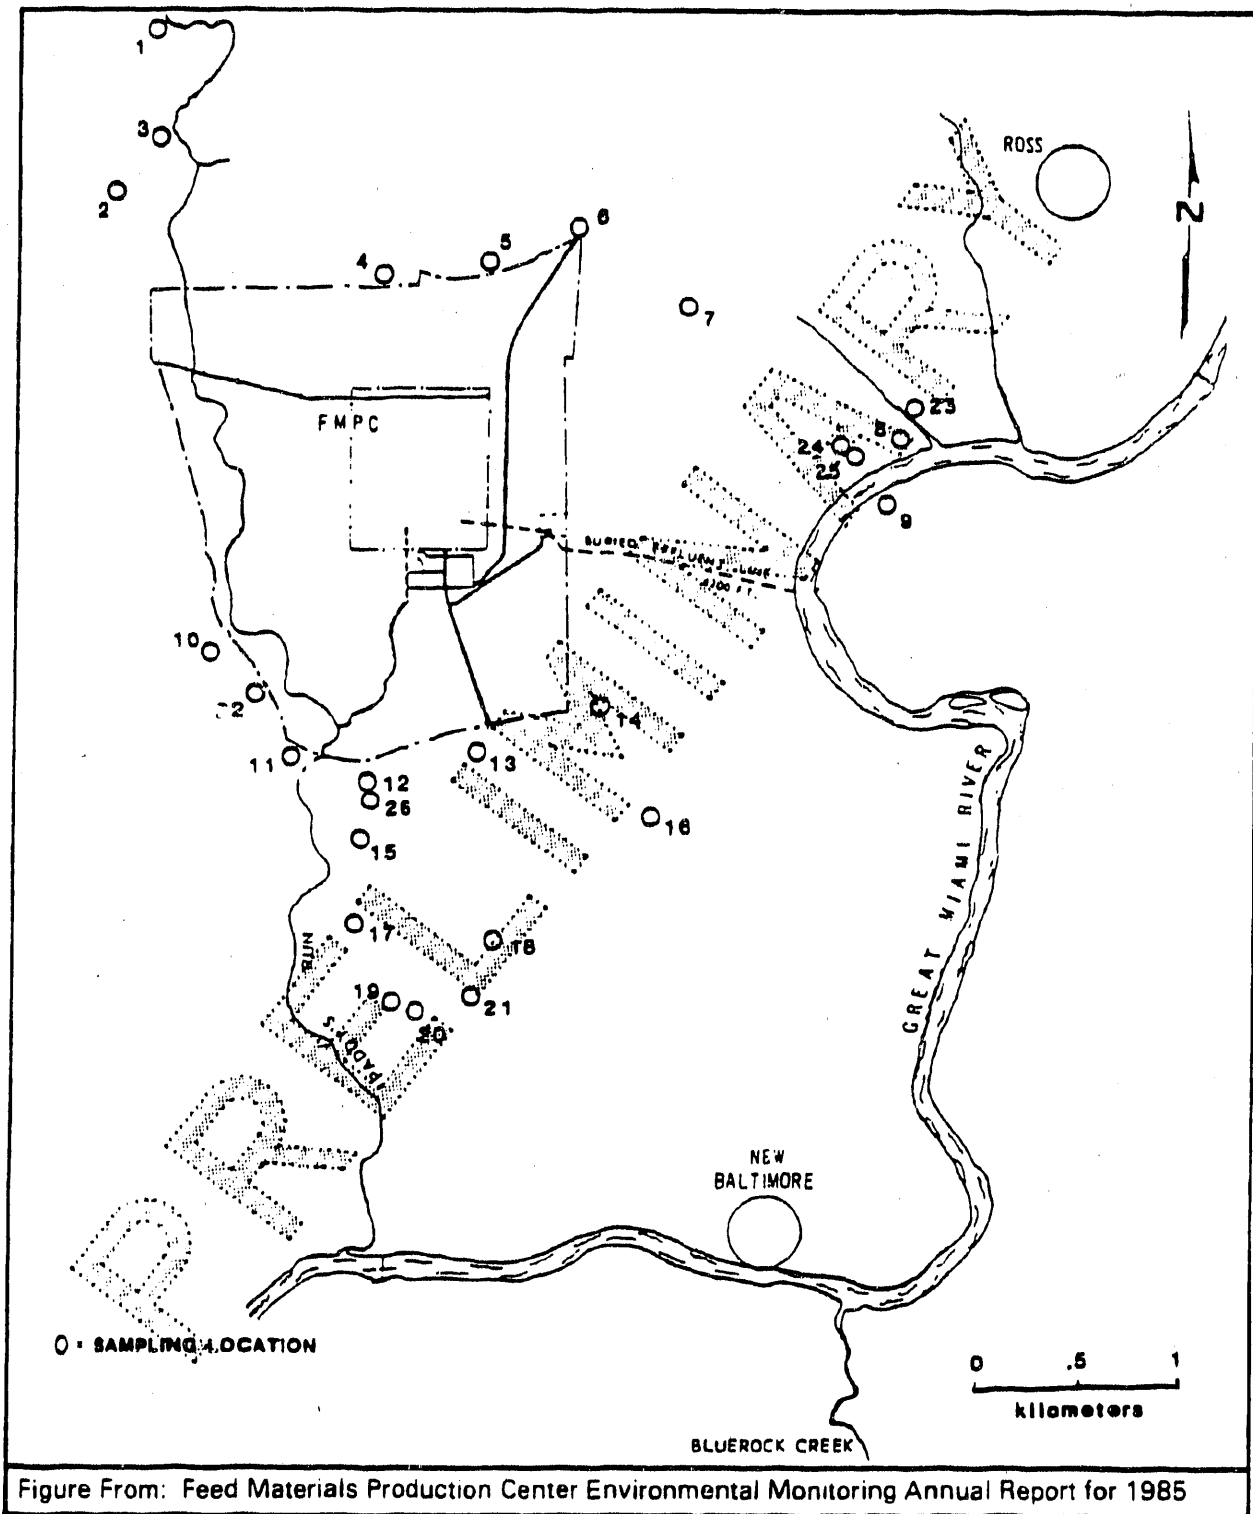 1
3
2
ROSS
N
6
5
4
7
FMPC
23
8
24
25
9
BURIED EFFLUENT LINE
10
14
11
13
12
26
16
15
GREAT MIAMI RIVER
17
18
RUN
19
21
20
PADDY'S
PRELIMINARY
NEW
BALTIMORE
O = SAMPLING LOCATION
0 .5 1
kilometers
BLUEROCK CREEK
Figure From: Feed Materials Production Center Environmental Monitoring Annual Report for 1985